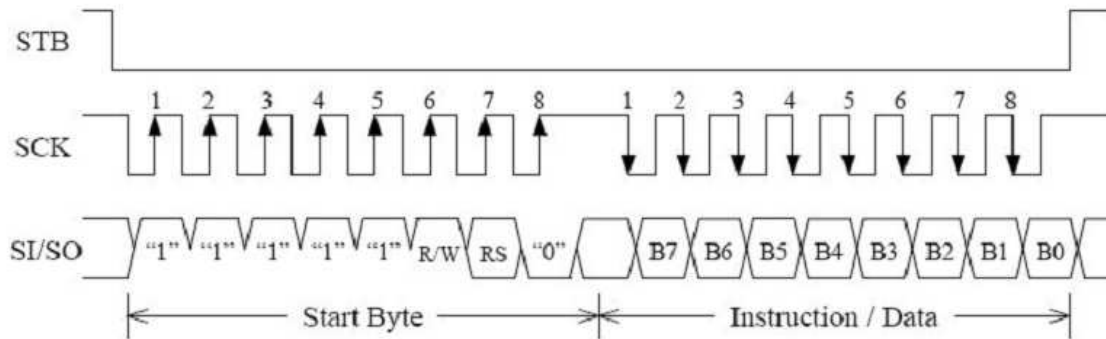 STB
1 2 3 4 5 6 7 8 1 2 3 4 5 6 7 8
SCK
SI/SO “1” “1” “1” “1” “1” R/W RS “0” B7 B6 B5 B4 B3 B2 B1 B0
Start Byte Instruction / Data